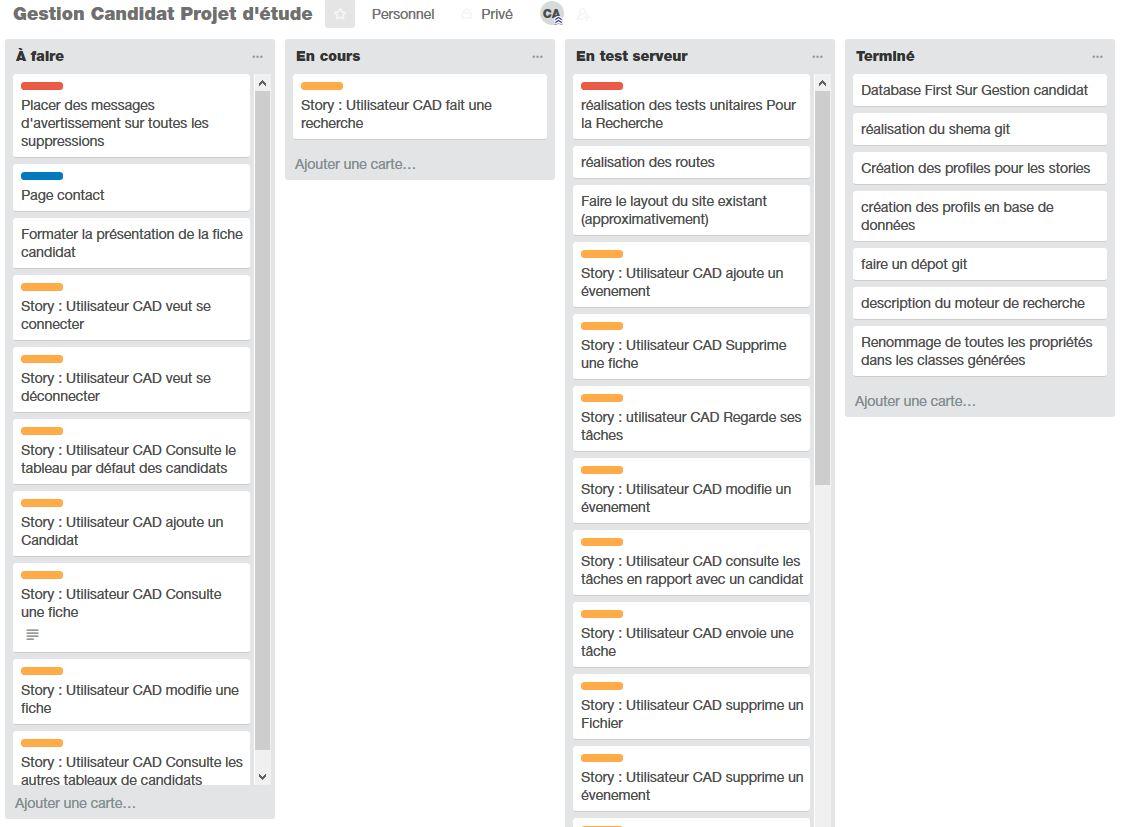 Gestion Candidat Projet d'étude
Personnel
Privé
CA
À faire
Placer des messages
d'avertissement sur toutes les
suppressions
Page contact
Formater la présentation de la fiche
candidat
Story : Utilisateur CAD veut se
connecter
Story : Utilisateur CAD veut se
déconnecter
Story : Utilisateur CAD Consulte le
tableau par défaut des candidats
Story : Utilisateur CAD ajoute un
Candidat
Story : Utilisateur CAD Consulte
une fiche
Story : Utilisateur CAD modifie une
fiche
Story : Utilisateur CAD Consulte les
autres tableaux de candidats
Ajouter une carte…
En cours
Story : Utilisateur CAD fait une
recherche
Ajouter une carte…
En test serveur
réalisation des tests unitaires Pour
la Recherche
réalisation des routes
Faire le layout du site existant
(approximativement)
Story : Utilisateur CAD ajoute un
évenement
Story : Utilisateur CAD Supprime
une fiche
Story : utilisateur CAD Regarde ses
tâches
Story : Utilisateur CAD modifie un
évenement
Story : Utilisateur CAD consulte les
tâches en rapport avec un candidat
Story : Utilisateur CAD envoie une
tâche
Story : Utilisateur CAD supprime un
Fichier
Story : Utilisateur CAD supprime un
évenement
Terminé
Database First Sur Gestion candidat
réalisation du shema git
Création des profiles pour les stories
création des profils en base de
données
faire un dépot git
description du moteur de recherche
Renommage de toutes les propriétés
dans les classes générées
Ajouter une carte…